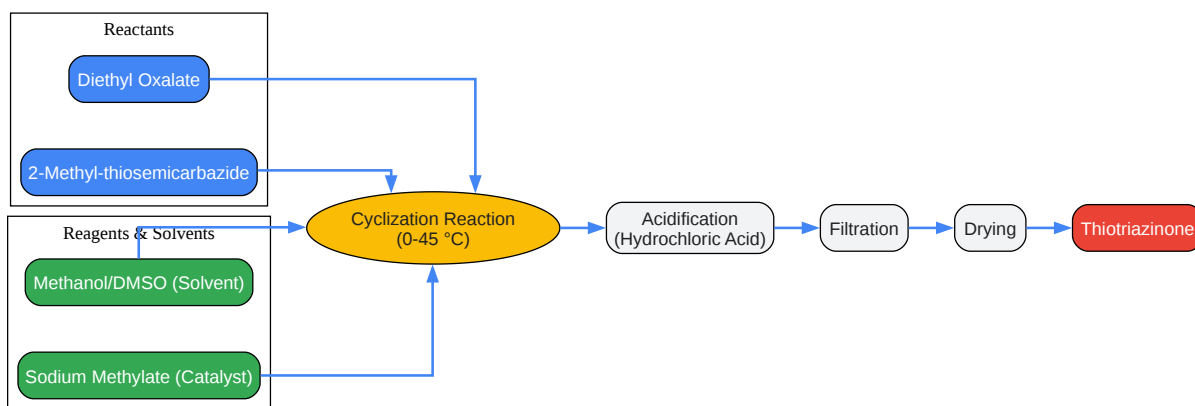 Reactants
Diethyl Oxalate
2-Methyl-thiosemicarbazide
Reagents & Solvents
Methanol/DMSO (Solvent)
Sodium Methylate (Catalyst)
Cyclization Reaction
(0-45 °C)
Acidification
(Hydrochloric Acid)
Filtration
Drying
Thiotriazinone